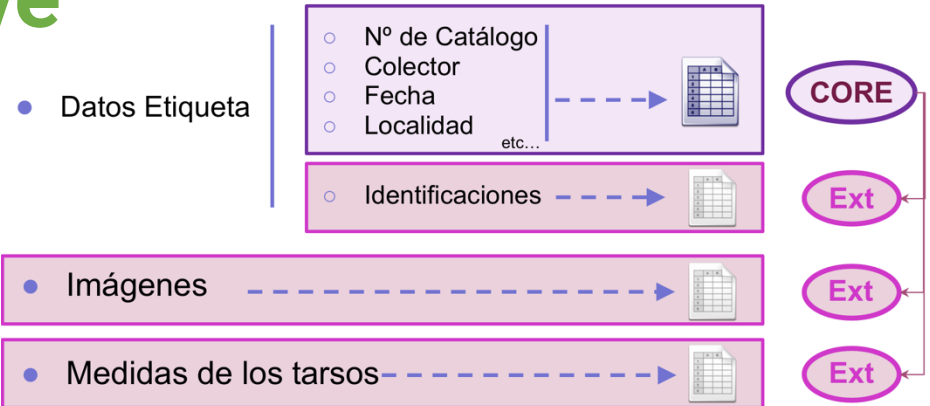 Nº de Catálogo
Colector
Fecha
Localidad
etc…
Datos Etiqueta
CORE
Identificaciones
Ext
Imágenes
Ext
Medidas de los tarsos
Ext